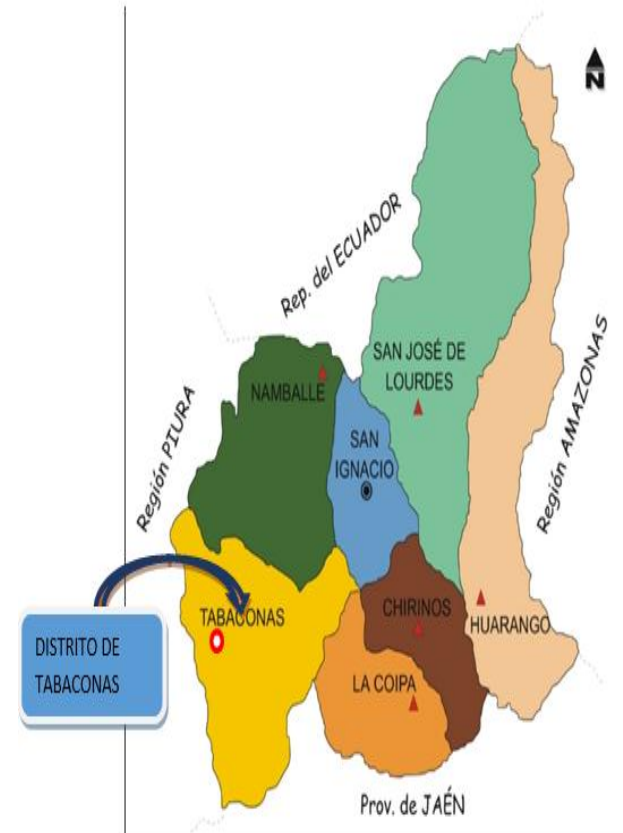 N
Rep. del ECUADOR
SAN JOSÉ DE
LOURDES
NAMBALLE
SAN
IGNACIO
Región PIURA
Región AMAZONAS
TABACONAS
CHIRINOS
HUARANGO
DISTRITO DE
TABACONAS
LA COIPA
Prov. de JAÉN